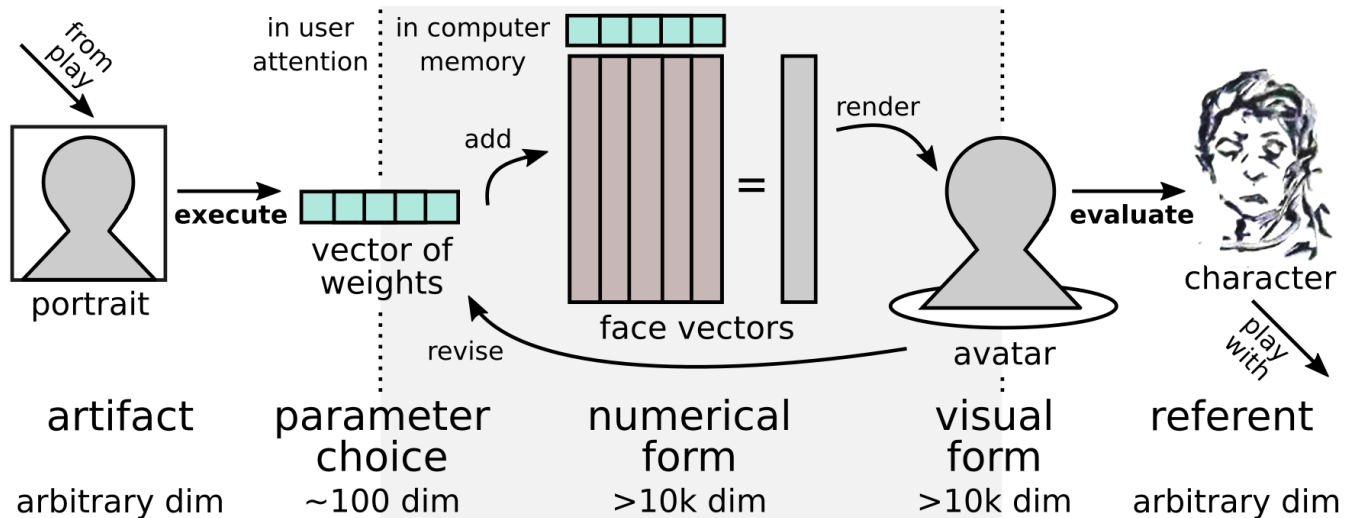 from
play
in user
attention
in computer
memory
add
render
=
execute
evaluate
portrait
vector of
weights
face vectors
avatar
character
revise
play
with
artifact
parameter
choice
numerical
form
visual
form
referent
arbitrary dim
~100 dim
>10k dim
>10k dim
arbitrary dim